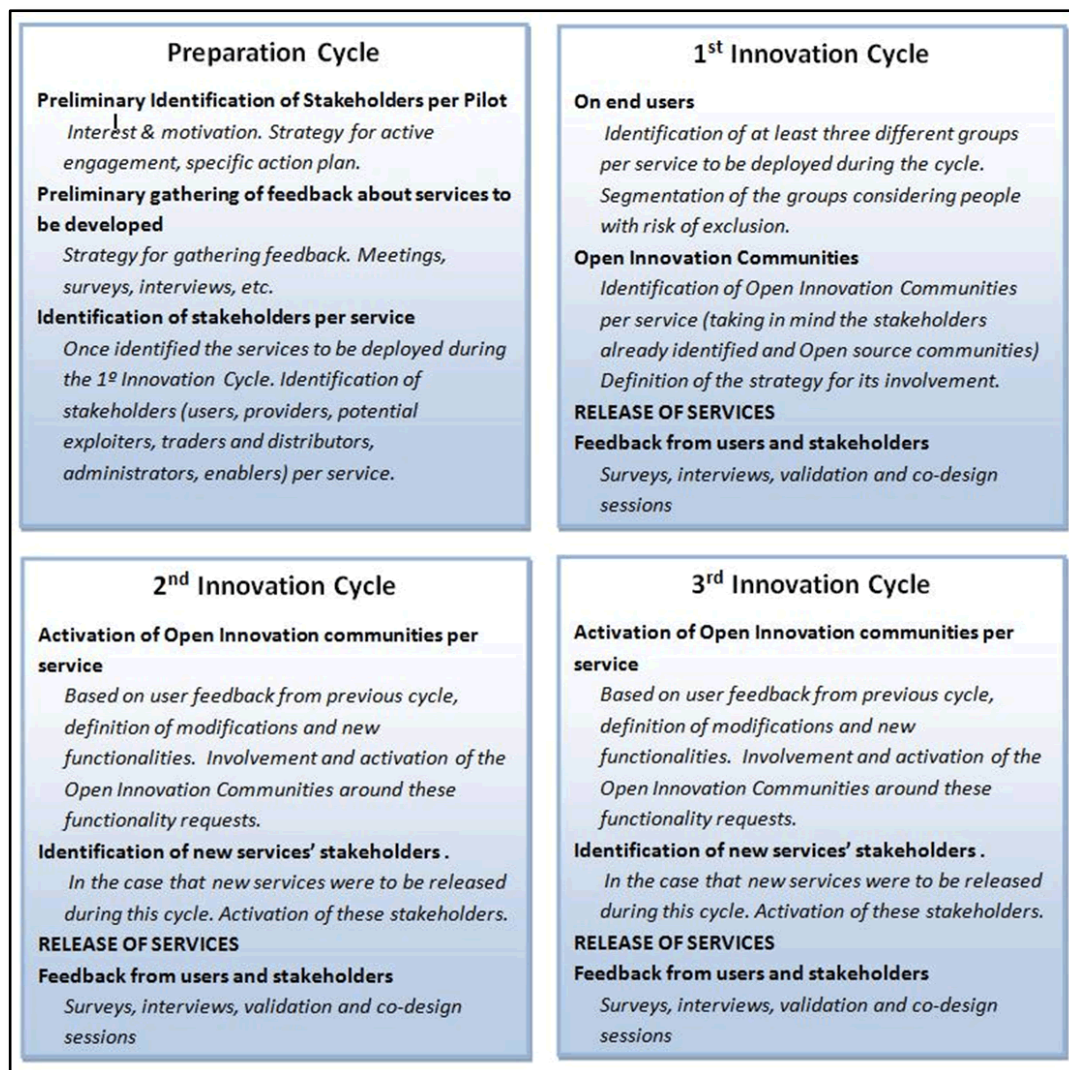 Preparation Cycle
Preliminary Identification of Stakeholders per Pilot
Interest & motivation. Strategy for active
engagement, specific action plan.
Preliminary gathering of feedback about services to
be developed
Strategy for gathering feedback. Meetings,
surveys, interviews, etc.
Identification of stakeholders per service
Once identified the services to be deployed during
the 1º Innovation Cycle. Identification of
stakeholders (users, providers, potential
exploiters, traders and distributors,
administrators, enablers) per service.
1st Innovation Cycle
On end users
Identification of at least three different groups
per service to be deployed during the cycle.
Segmentation of the groups considering people
with risk of exclusion.
Open Innovation Communities
Identification of Open Innovation Communities
per service (taking in mind the stakeholders
already identified and Open source communities)
Definition of the strategy for its involvement.
RELEASE OF SERVICES
Feedback from users and stakeholders
Surveys, interviews, validation and co-design
sessions
2nd Innovation Cycle
Activation of Open Innovation communities per
service
Based on user feedback from previous cycle,
definition of modifications and new
functionalities. Involvement and activation of the
Open Innovation Communities around these
functionality requests.
Identification of new services’ stakeholders .
In the case that new services were to be released
during this cycle. Activation of these stakeholders.
RELEASE OF SERVICES
Feedback from users and stakeholders
Surveys, interviews, validation and co-design
sessions
3rd Innovation Cycle
Activation of Open Innovation communities per
service
Based on user feedback from previous cycle,
definition of modifications and new
functionalities. Involvement and activation of the
Open Innovation Communities around these
functionality requests.
Identification of new services’ stakeholders .
In the case that new services were to be released
during this cycle. Activation of these stakeholders.
RELEASE OF SERVICES
Feedback from users and stakeholders
Surveys, interviews, validation and co-design
sessions